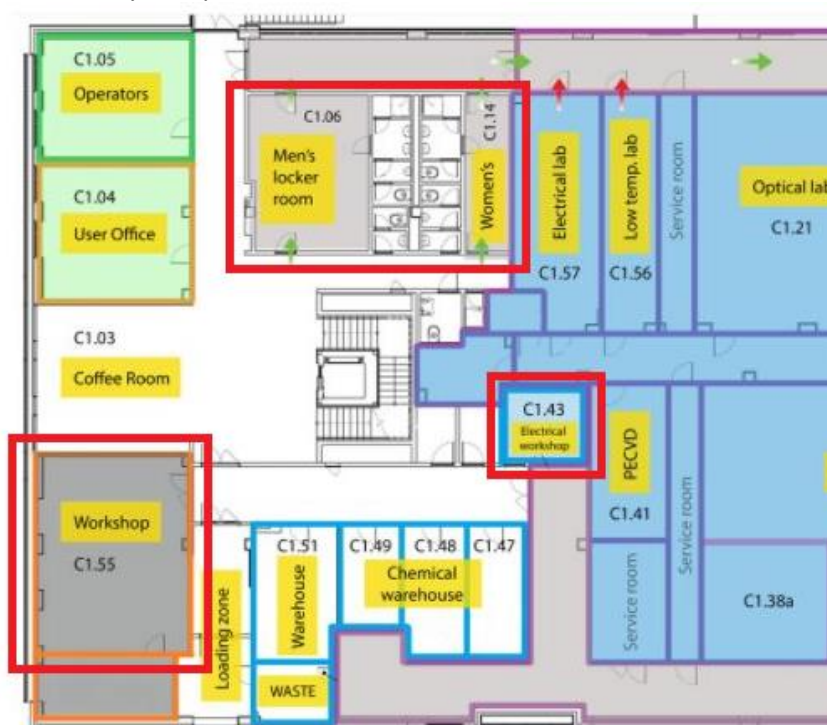 C1.05
Operators
C1.04
User Office
C1.03
Coffee Room
C1.06
Men's
locker
room
C1.14
Women's
Electrical lab
C1.57
Low temp. lab
C1.56
Service room
Optical lab
C1.21
C1.43
Electrical
workshop
PECVD
C1.41
Service room
Service room
C1.38a
Workshop
C1.55
Loading zone
C1.51
Warehouse
WASTE
C1.49
C1.48
C1.47
Chemical
warehouse